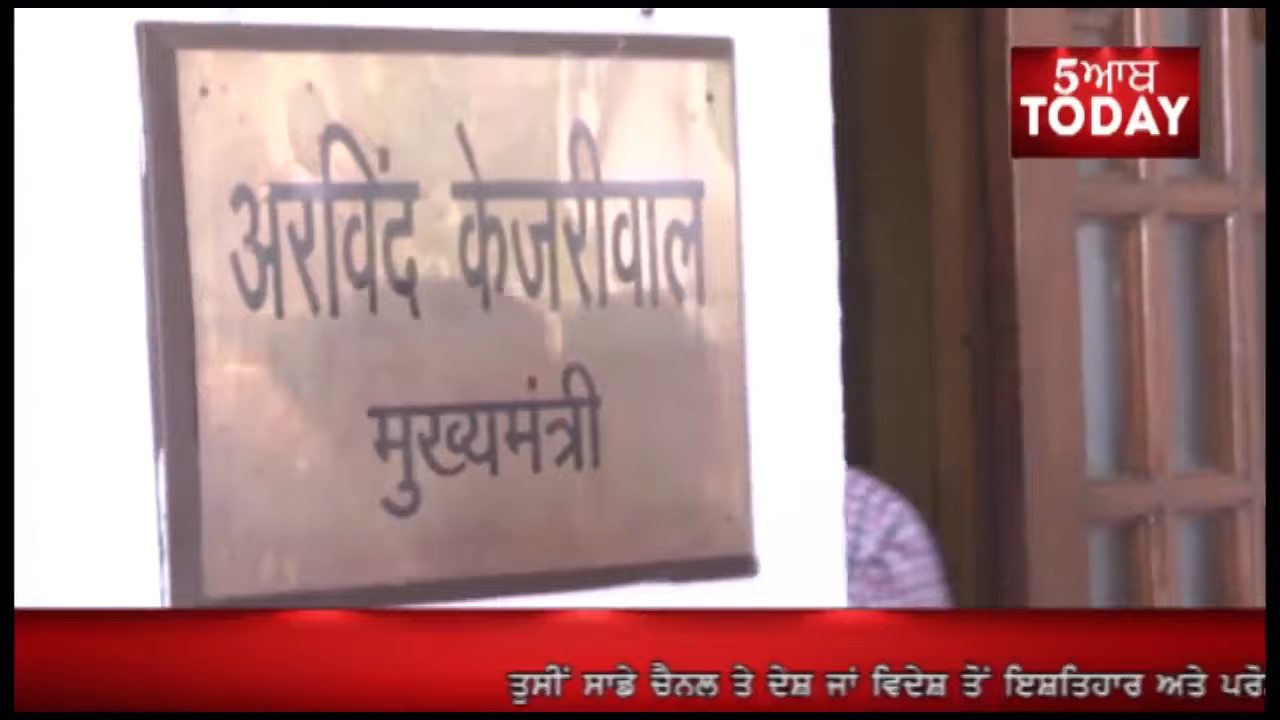 5ਆਬ
TODAY
अरविंद केजरीवाल
मुख्यमंत्री
ਤੁਸੀਂ ਸਾਡੇ ਚੈਨਲ ਤੇ ਦੇਸ਼ ਜਾਂ ਵਿਦੇਸ਼ ਤੋਂ ਇਸ਼ਤਿਹਾਰ ਅਤੇ